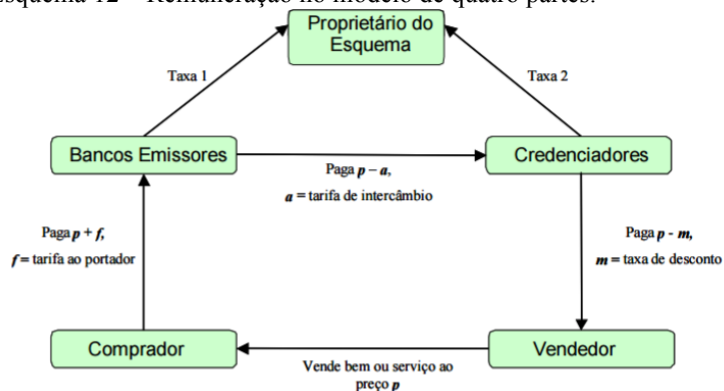 Esquema 12 – Remuneração no modelo de quatro partes.
Proprietário do
Esquema
Taxa 1
Taxa 2
Bancos Emissores
Credenciadores
Paga p – a,
a = tarifa de intercâmbio
Paga p + f,
f = tarifa ao portador
Paga p - m,
m = taxa de desconto
Comprador
Vendedor
Vende bem ou serviço ao
preço p